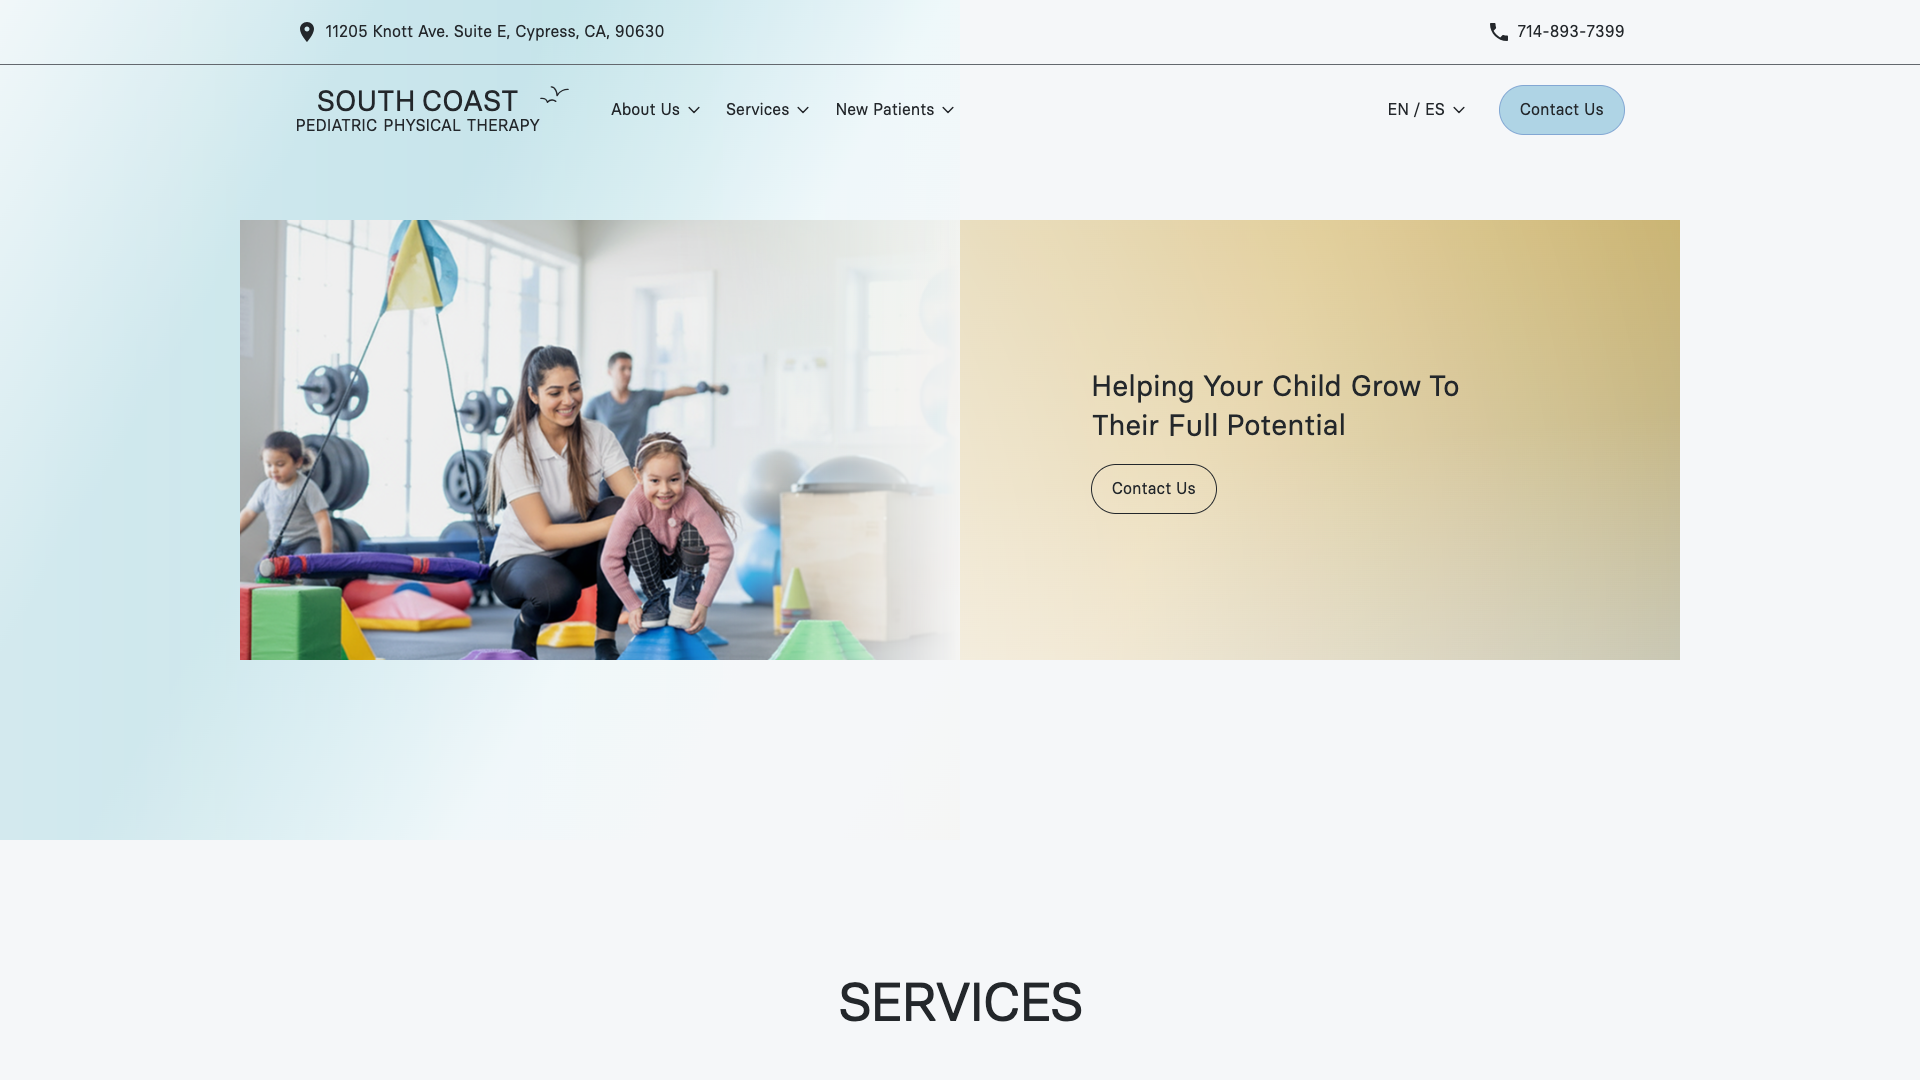 11205 Knott Ave. Suite E, Cypress, CA, 90630
714-893-7399
SOUTH COAST
PEDIATRIC PHYSICAL THERAPY
About Us
Services
New Patients
EN / ES
Contact Us
Helping Your Child Grow To
Their Full Potential
Contact Us
SERVICES